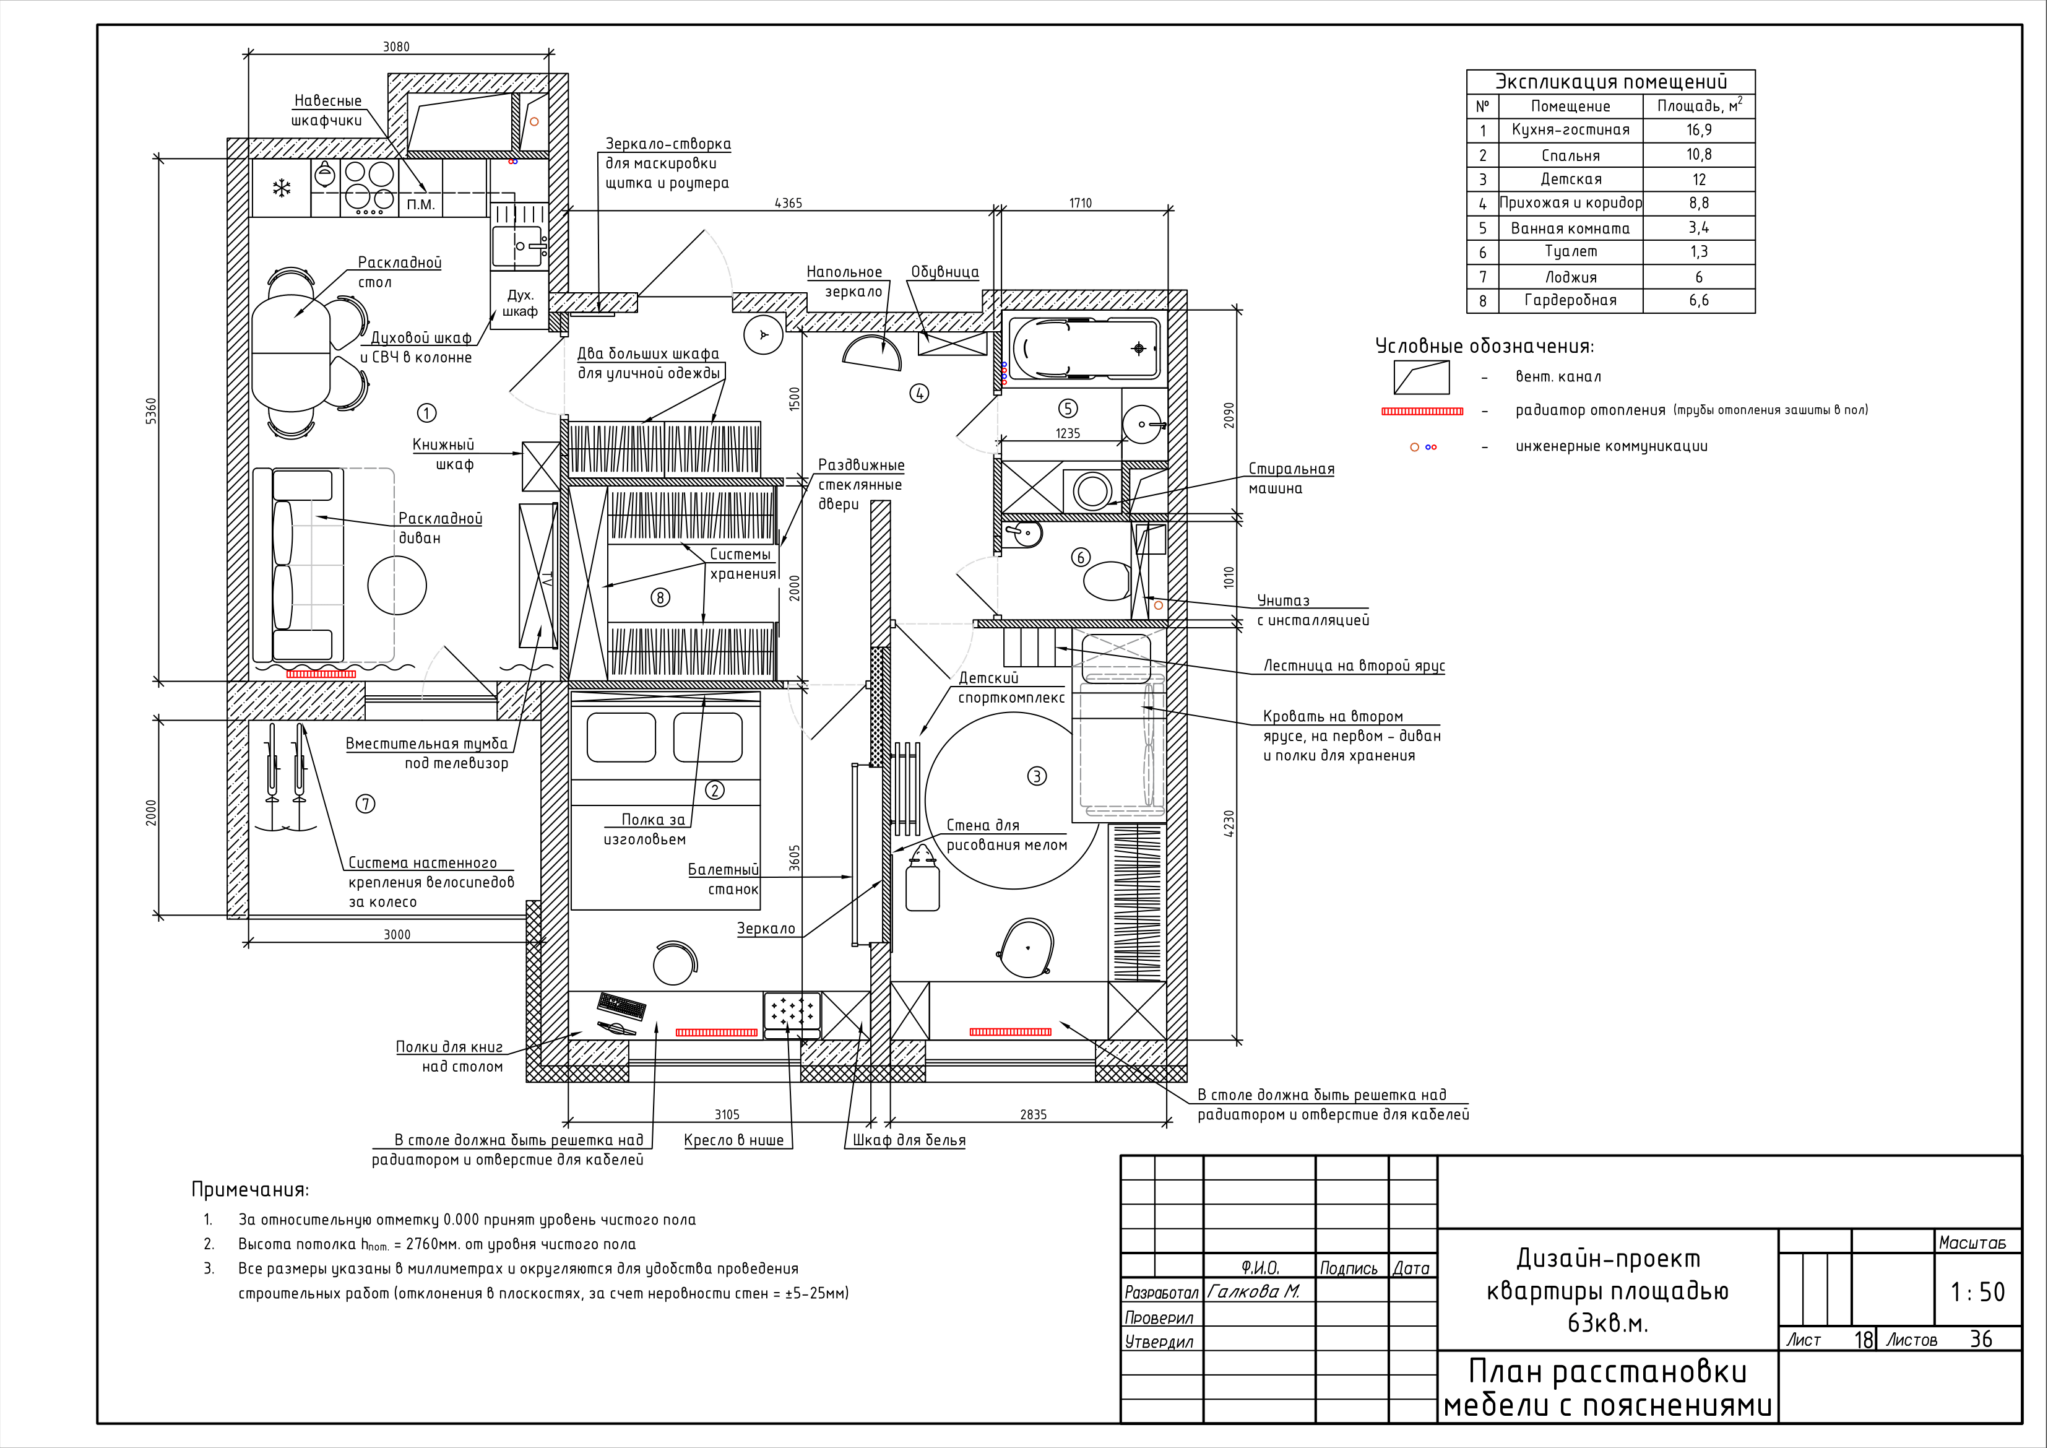 3080
Навесные
шкафчики
Зеркало-створка
для маскировки
щитка и роутера
4365
1710
П.М.
Раскладной
стол
Напольное
зеркало
Обувница
Дух.
шкаф
Духовой шкаф
и СВЧ в колонне
Два больших шкафа
для уличной одежды
5360
1500
1
4
5
2090
1235
Книжный
шкаф
Раздвижные
стеклянные
двери
Стиральная
машина
Раскладной
диван
TV
Системы
хранения
2000
8
6
1010
Унитаз
с инсталляцией
Лестница на второй ярус
Детский
спорткомплекс
Кровать на втором
ярусе, на первом - диван
и полки для хранения
Вместительная тумба
под телевизор
2000
7
2
3
Полка за
изголовьем
Стена для
рисования мелом
4230
Система настенного
крепления велосипедов
за колесо
Балетный
станок
3605
Зеркало
3000
Полки для книг
над столом
3105
2835
В столе должна быть решетка над
радиатором и отверстие для кабелей
В столе должна быть решетка над
радиатором и отверстие для кабелей
Кресло в нише
Шкаф для белья
Экспликация помещений
№ Помещение Площадь, м2
1 Кухня-гостиная 16,9
2 Спальня 10,8
3 Детская 12
4 Прихожая и коридор 8,8
5 Ванная комната 3,4
6 Туалет 1,3
7 Лоджия 6
8 Гардеробная 6,6
Условные обозначения:
- вент. канал
- радиатор отопления (трубы отопления зашиты в пол)
- инженерные коммуникации
Примечания:
1. За относительную отметку 0.000 принят уровень чистого пола
2. Высота потолка hпот. = 2760мм. от уровня чистого пола
3. Все размеры указаны в миллиметрах и округляются для удобства проведения
строительных работ (отклонения в плоскостях, за счет неровности стен = ±5-25мм)
Ф.И.О. Подпись Дата
Разработал Галкова М.
Проверил
Утвердил
Дизайн-проект
квартиры площадью
63кв.м.
Масштаб
1 : 50
Лист 18 Листов 36
План расстановки
мебели с пояснениями